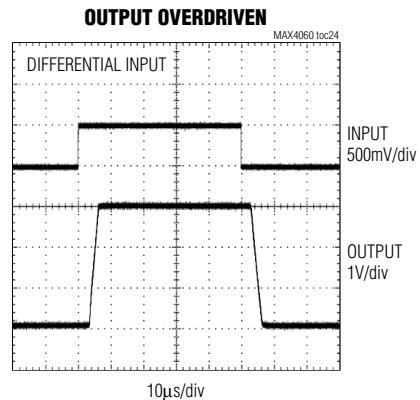 OUTPUT OVERDRIVEN
MAX4060 toc24
DIFFERENTIAL INPUT
INPUT
500mV/div
OUTPUT
1V/div
10μs/div